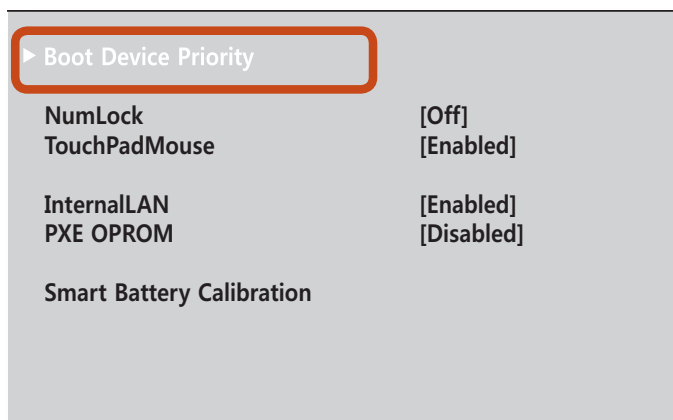 ▶ Boot Device Priority
NumLock [Off]
TouchPadMouse [Enabled]
InternalLAN [Enabled]
PXE OPROM [Disabled]
Smart Battery Calibration